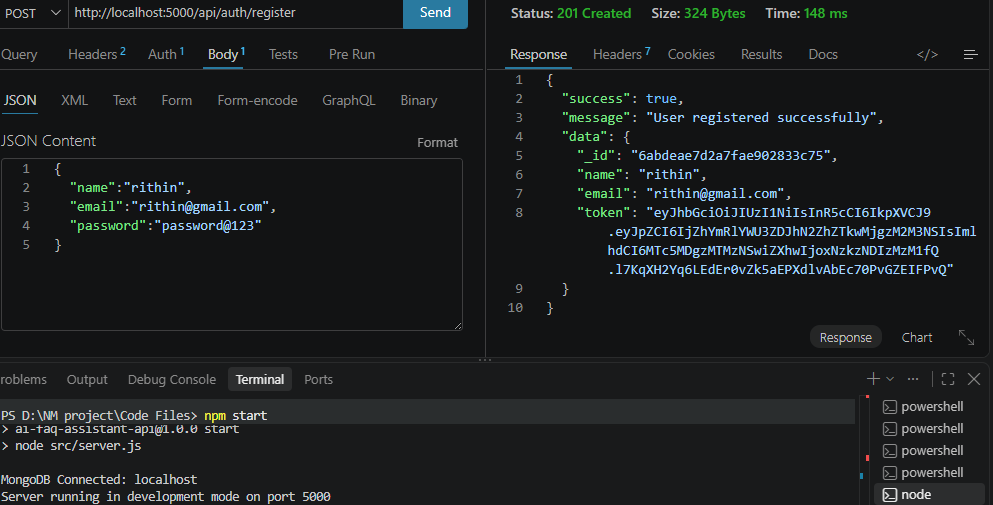 POST http://localhost:5000/api/auth/register Send
Status: 201 Created Size: 324 Bytes Time: 148 ms
Query Headers 2 Auth 1 Body 1 Tests Pre Run
Response Headers 7 Cookies Results Docs </>
JSON XML Text Form Form-encode GraphQL Binary
JSON Content Format
1 {
2 "name":"rithin",
3 "email":"rithin@gmail.com",
4 "password":"password@123"
5 }
1 {
2 "success": true,
3 "message": "User registered successfully",
4 "data": {
5 "_id": "6abdeae7d2a7fae902833c75",
6 "name": "rithin",
7 "email": "rithin@gmail.com",
8 "token": "eyJhbGciOiJIUzI1NiIsInR5cCI6IkpXVCJ9
.eyJpZCI6IjZhYmRlYWU3ZDJhN2ZhZTkwMjgzM2M3NSIsIml
hdCI6MTc5MDgzMTMzNSwiZXhwIjoxNzkzNDIzMzM1fQ
.l7KqXH2Yq6LEdEr0vZk5aEPXdlvAbEc70PvGZEIFPvQ"
9 }
10 }
Response Chart
roblems Output Debug Console Terminal Ports
PS D:\NM project\Code Files> npm start
> ai-faq-assistant-api@1.0.0 start
> node src/server.js
MongoDB Connected: localhost
Server running in development mode on port 5000
powershell
powershell
powershell
powershell
node